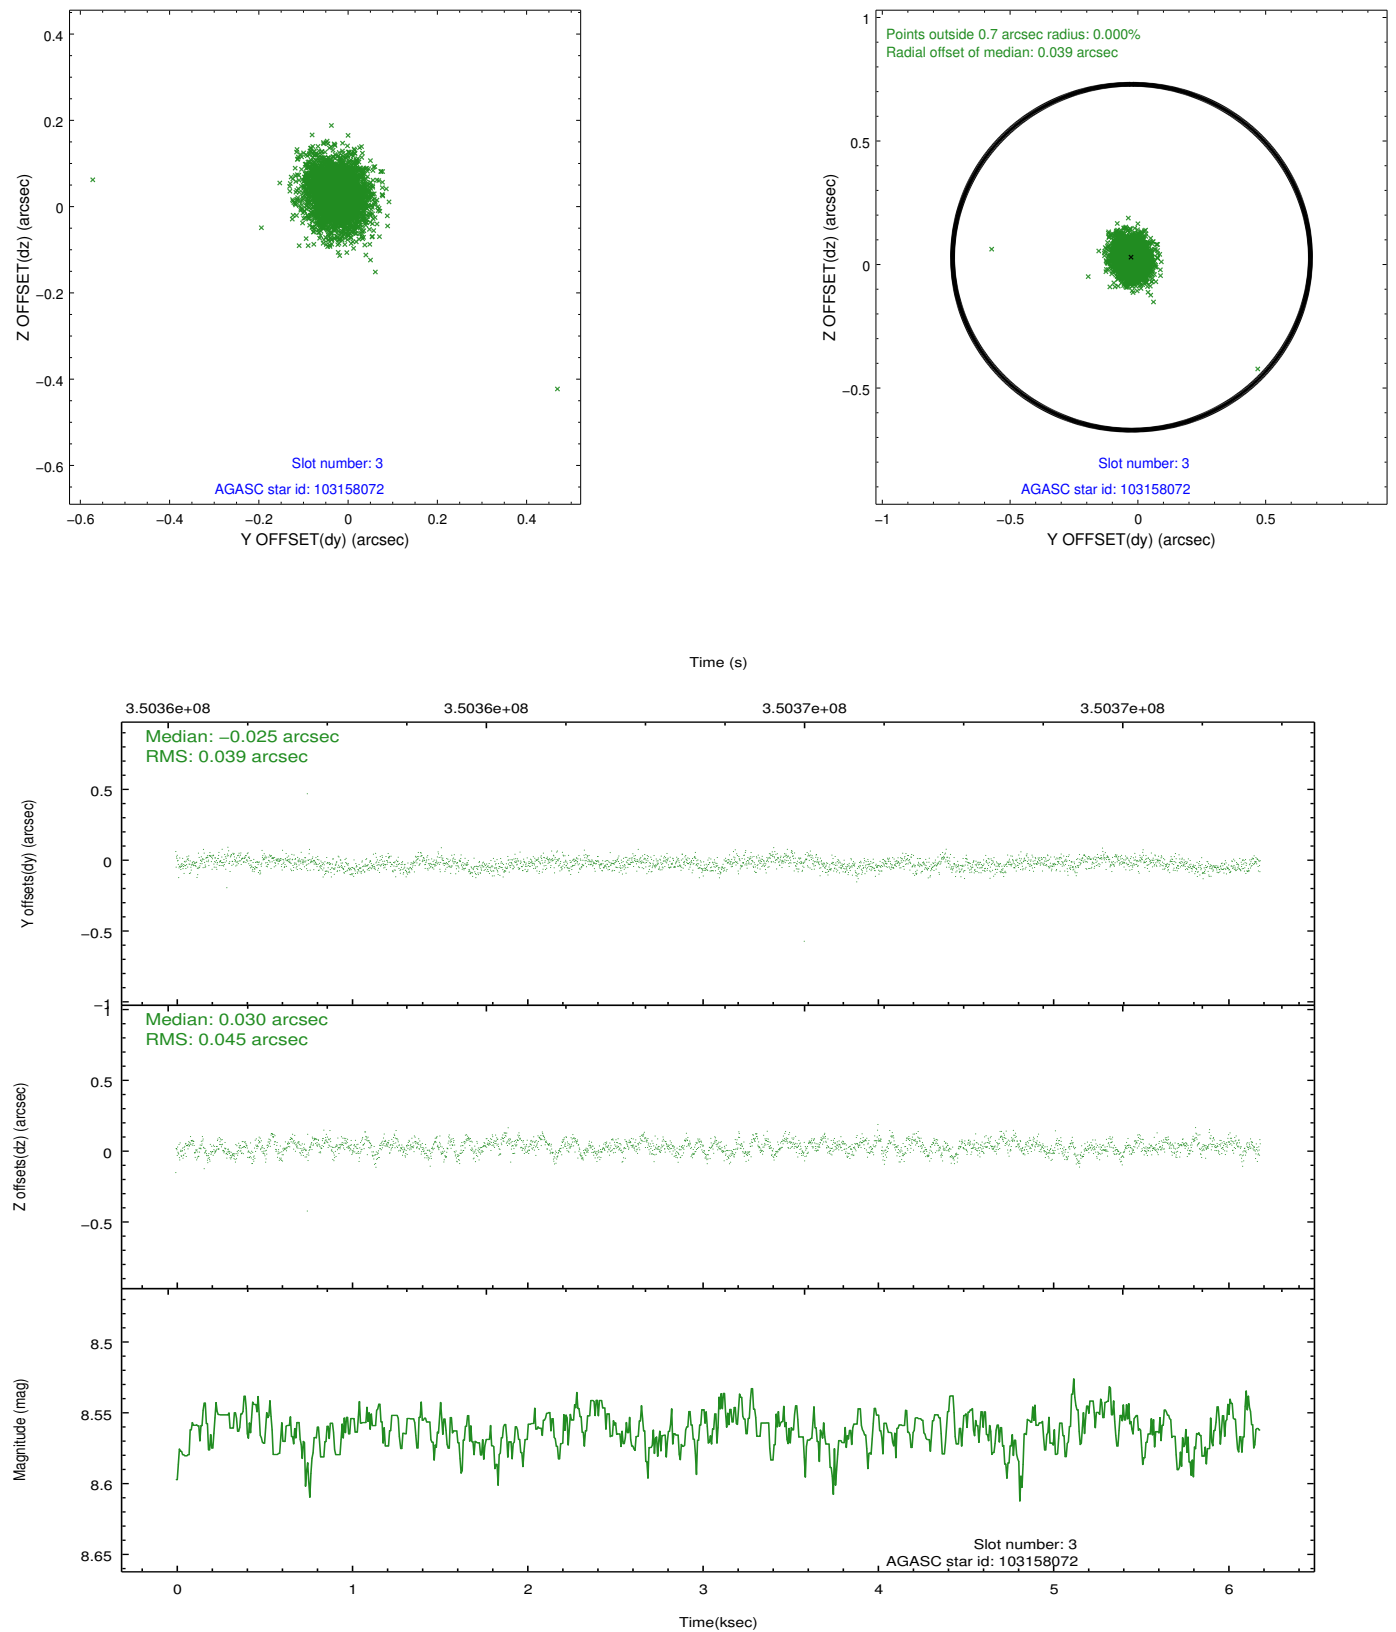 0.4
0.2
0
−0.2
−0.4
−0.6
Z OFFSET(dz) (arcsec)
Slot number: 3
AGASC star id: 103158072
−0.6
−0.4
−0.2
0
0.2
0.4
Y OFFSET(dy) (arcsec)
Points outside 0.7 arcsec radius: 0.000%
Radial offset of median: 0.039 arcsec
1
0.5
0
−0.5
Z OFFSET(dz) (arcsec)
Slot number: 3
AGASC star id: 103158072
−1
−0.5
0
0.5
Y OFFSET(dy) (arcsec)
Time (s)
3.5036e+08
3.5036e+08
3.5037e+08
3.5037e+08
Median: −0.025 arcsec
RMS: 0.039 arcsec
0.5
0
−0.5
−1
Y offsets(dy) (arcsec)
Median: 0.030 arcsec
RMS: 0.045 arcsec
1
0.5
0
−0.5
Z offsets(dz) (arcsec)
8.5
8.55
8.6
8.65
Magnitude (mag)
Slot number: 3
AGASC star id: 103158072
0
1
2
3
4
5
6
Time(ksec)